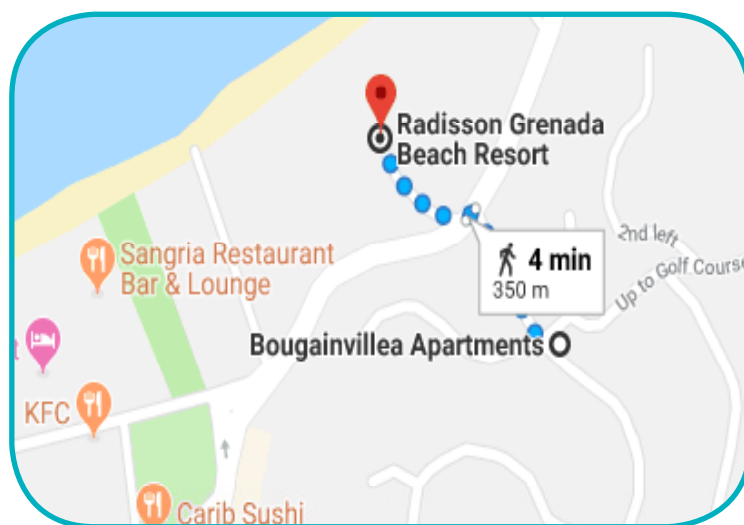 Radisson Grenada
Beach Resort
2nd left
Sangria Restaurant
Bar & Lounge
4 min
350 m
Up to Golf Course
Bougainvillea Apartments
t
KFC
Carib Sushi